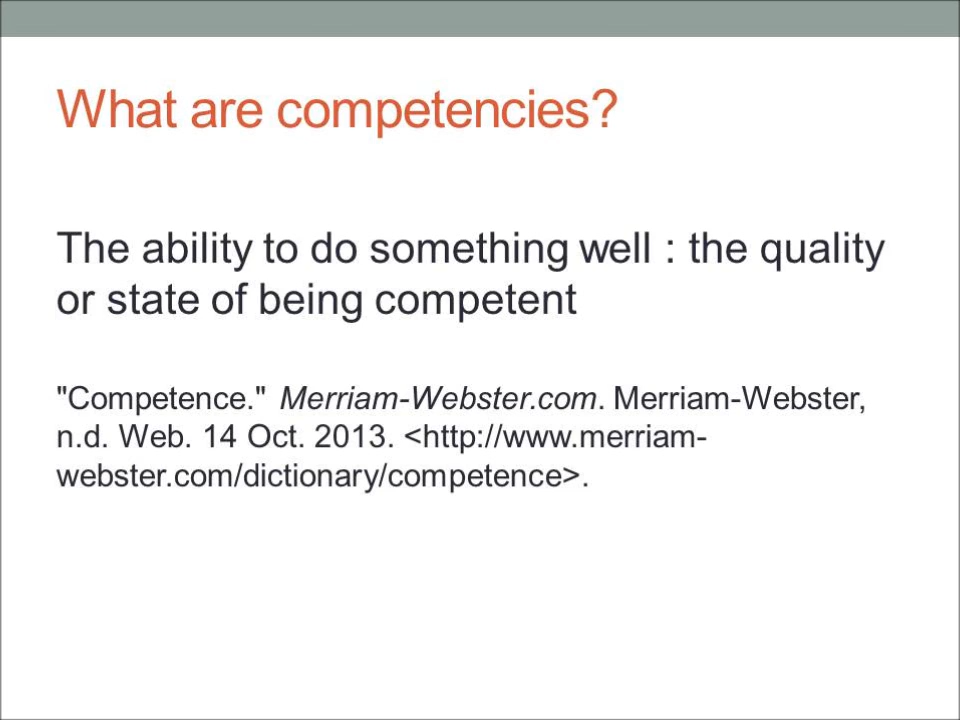 What are competencies?
The ability to do something well : the quality
or state of being competent
"Competence." Merriam-Webster.com. Merriam-Webster,
n.d. Web. 14 Oct. 2013. <http://www.merriam-
webster.com/dictionary/competence>.